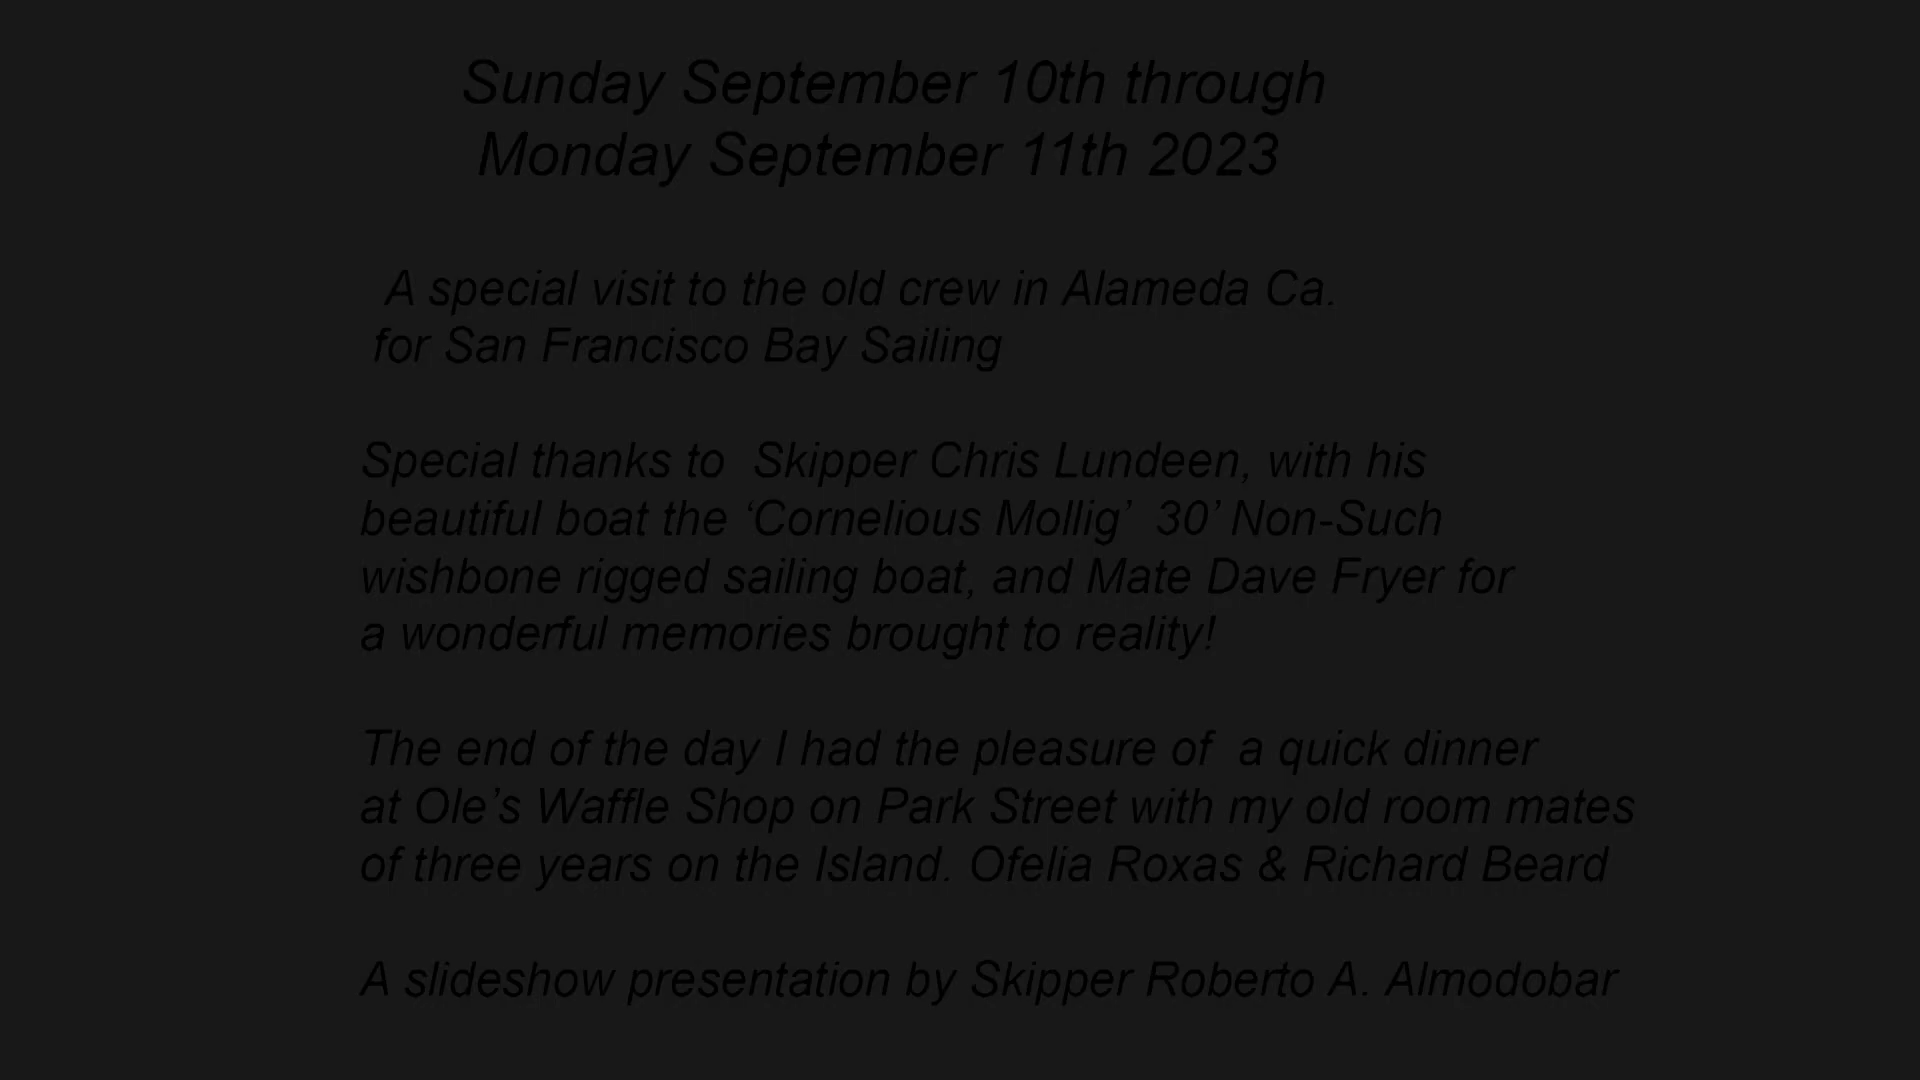 Sunday September 10th through
Monday September 11th 2023
A special visit to the old crew in Alameda Ca.
for San Francisco Bay Sailing
Special thanks to  Skipper Chris Lundeen, with his
beautiful boat the ‘Cornelious Mollig’  30’ Non-Such
wishbone rigged sailing boat, and Mate Dave Fryer for
a wonderful memories brought to reality!
The end of the day I had the pleasure of  a quick dinner
at Ole’s Waffle Shop on Park Street with my old room mates
of three years on the Island. Ofelia Roxas & Richard Beard
A slideshow presentation by Skipper Roberto A. Almodobar